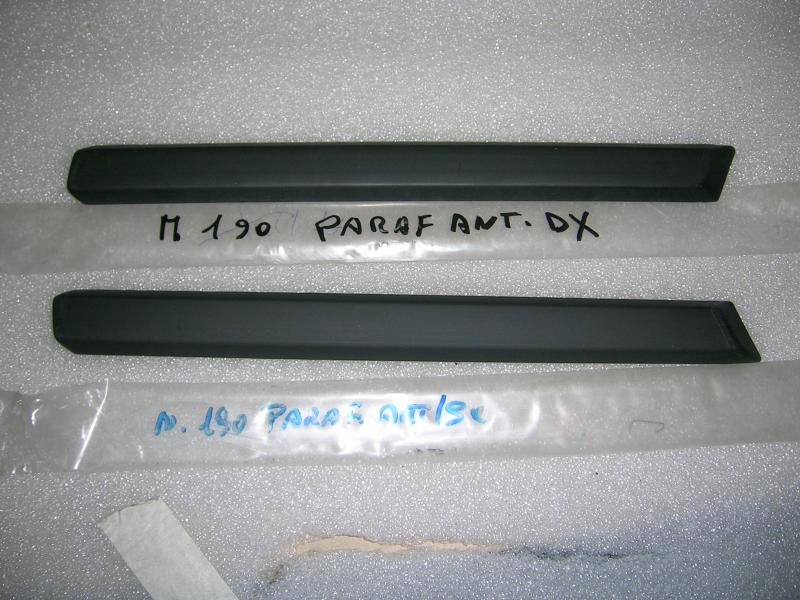 M 190 PARAF ANT. DX
N. 190 PARAF ANT/Sx